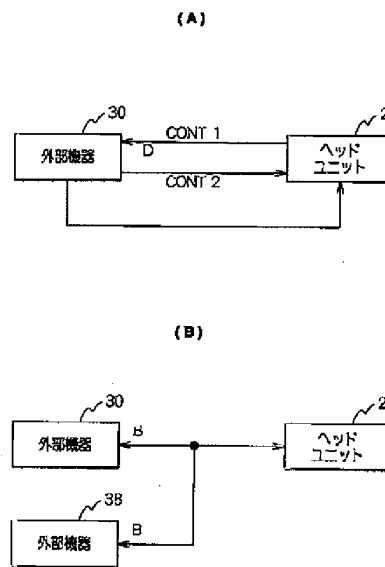 (A)
30
2
外部機器
CONT 1
D
CONT 2
ヘッド
ユニット
(B)
30
2
外部機器
B
ヘッド
ユニット
38
外部機器
B